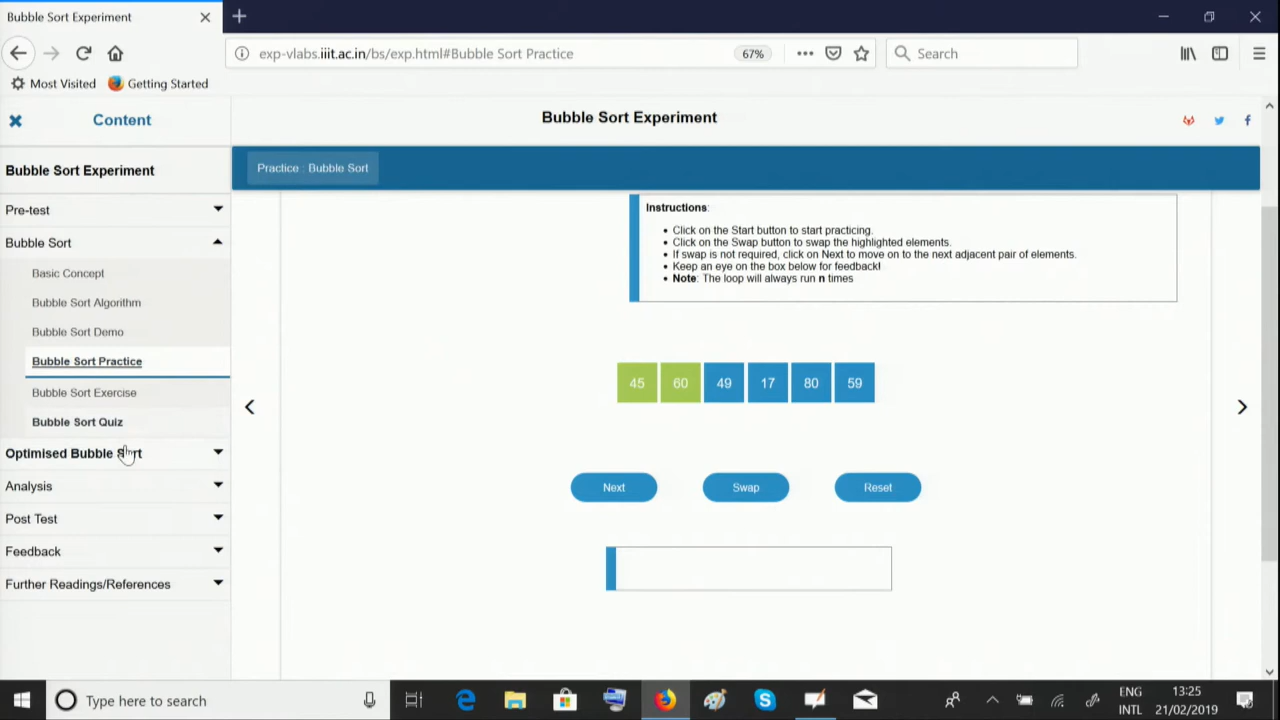 Bubble Sort Experiment
exp-vlabs.iiit.ac.in/bs/exp.html#Bubble Sort Practice
67%
Search
Most Visited
Getting Started
Content
Bubble Sort Experiment
Bubble Sort Experiment
Practice : Bubble Sort
Pre-test
Bubble Sort
Basic Concept
Bubble Sort Algorithm
Bubble Sort Demo
Bubble Sort Practice
Bubble Sort Exercise
Bubble Sort Quiz
Optimised Bubble Sort
Analysis
Post Test
Feedback
Further Readings/References
Instructions:
Click on the Start button to start practicing.
Click on the Swap button to swap the highlighted elements.
If swap is not required, click on Next to move on to the next adjacent pair of elements.
Keep an eye on the box below for feedback!
Note: The loop will always run n times
45 60 49 17 80 59
Next
Swap
Reset
Type here to search
ENG
INTL
13:25
21/02/2019